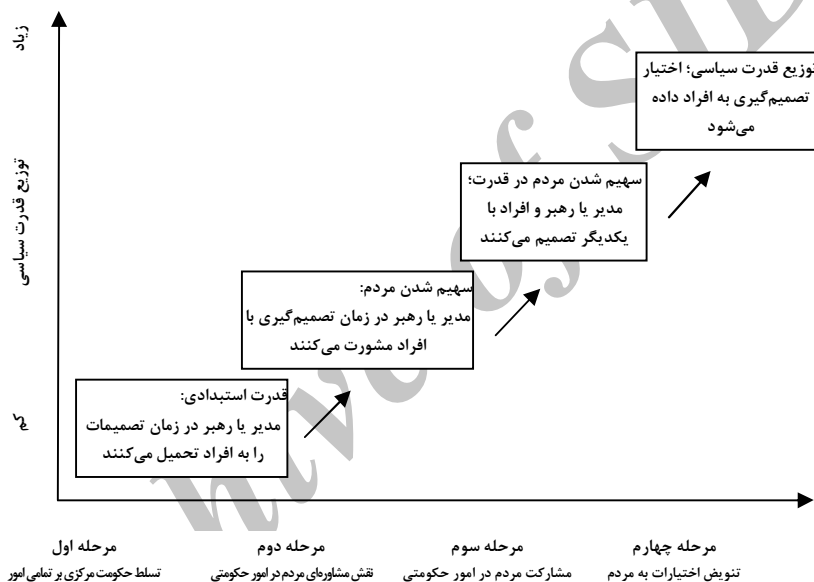 زیاد
توزیع قدرت سیاسی
کم
توزیع قدرت سیاسی؛ اختیار
تصمیم‌گیری به افراد داده
می‌شود
سهیم شدن مردم در قدرت؛
مدیر یا رهبر و افراد با
یکدیگر تصمیم می‌کنند
سهیم شدن مردم:
مدیر یا رهبر در زمان تصمیم‌گیری با
افراد مشورت می‌کنند
قدرت استبدادی:
مدیر یا رهبر در زمان تصمیمات
را به افراد تحمیل می‌کنند
مرحله اول
تسلط حکومت مرکزی بر تمامی امور
مرحله دوم
نقش مشاوره‌ای مردم در امور حکومتی
مرحله سوم
مشارکت مردم در امور حکومتی
مرحله چهارم
تنویض اختیارات به مردم
hive of SI